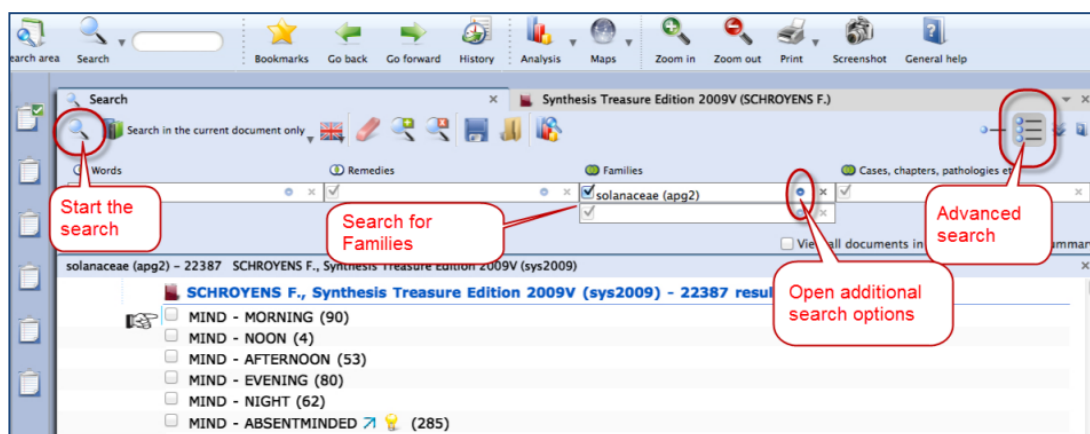 earch area Search Bookmarks Go back Go forward History Analysis Maps Zoom in Zoom out Print Screenshot General help
Search Synthesis Treasure Edition 2009V (SCHROYENS F.)
Search in the current document only
Words Remedies Families Cases, chapters, pathologies et
solanaceae (apg2)
Start the
search
Search for
Families
Advanced
search
Vie all documents in ummar
solanaceae (apg2) - 22387 SCHROYENS F., Synthesis Treasure Edition 2009V (sys2009)
SCHROYENS F., Synthesis Treasure Edition 2009V (sys2009) - 22387 resul
Open additional
search options
MIND - MORNING (90)
MIND - NOON (4)
MIND - AFTERNOON (53)
MIND - EVENING (80)
MIND - NIGHT (62)
MIND - ABSENTMINDED (285)